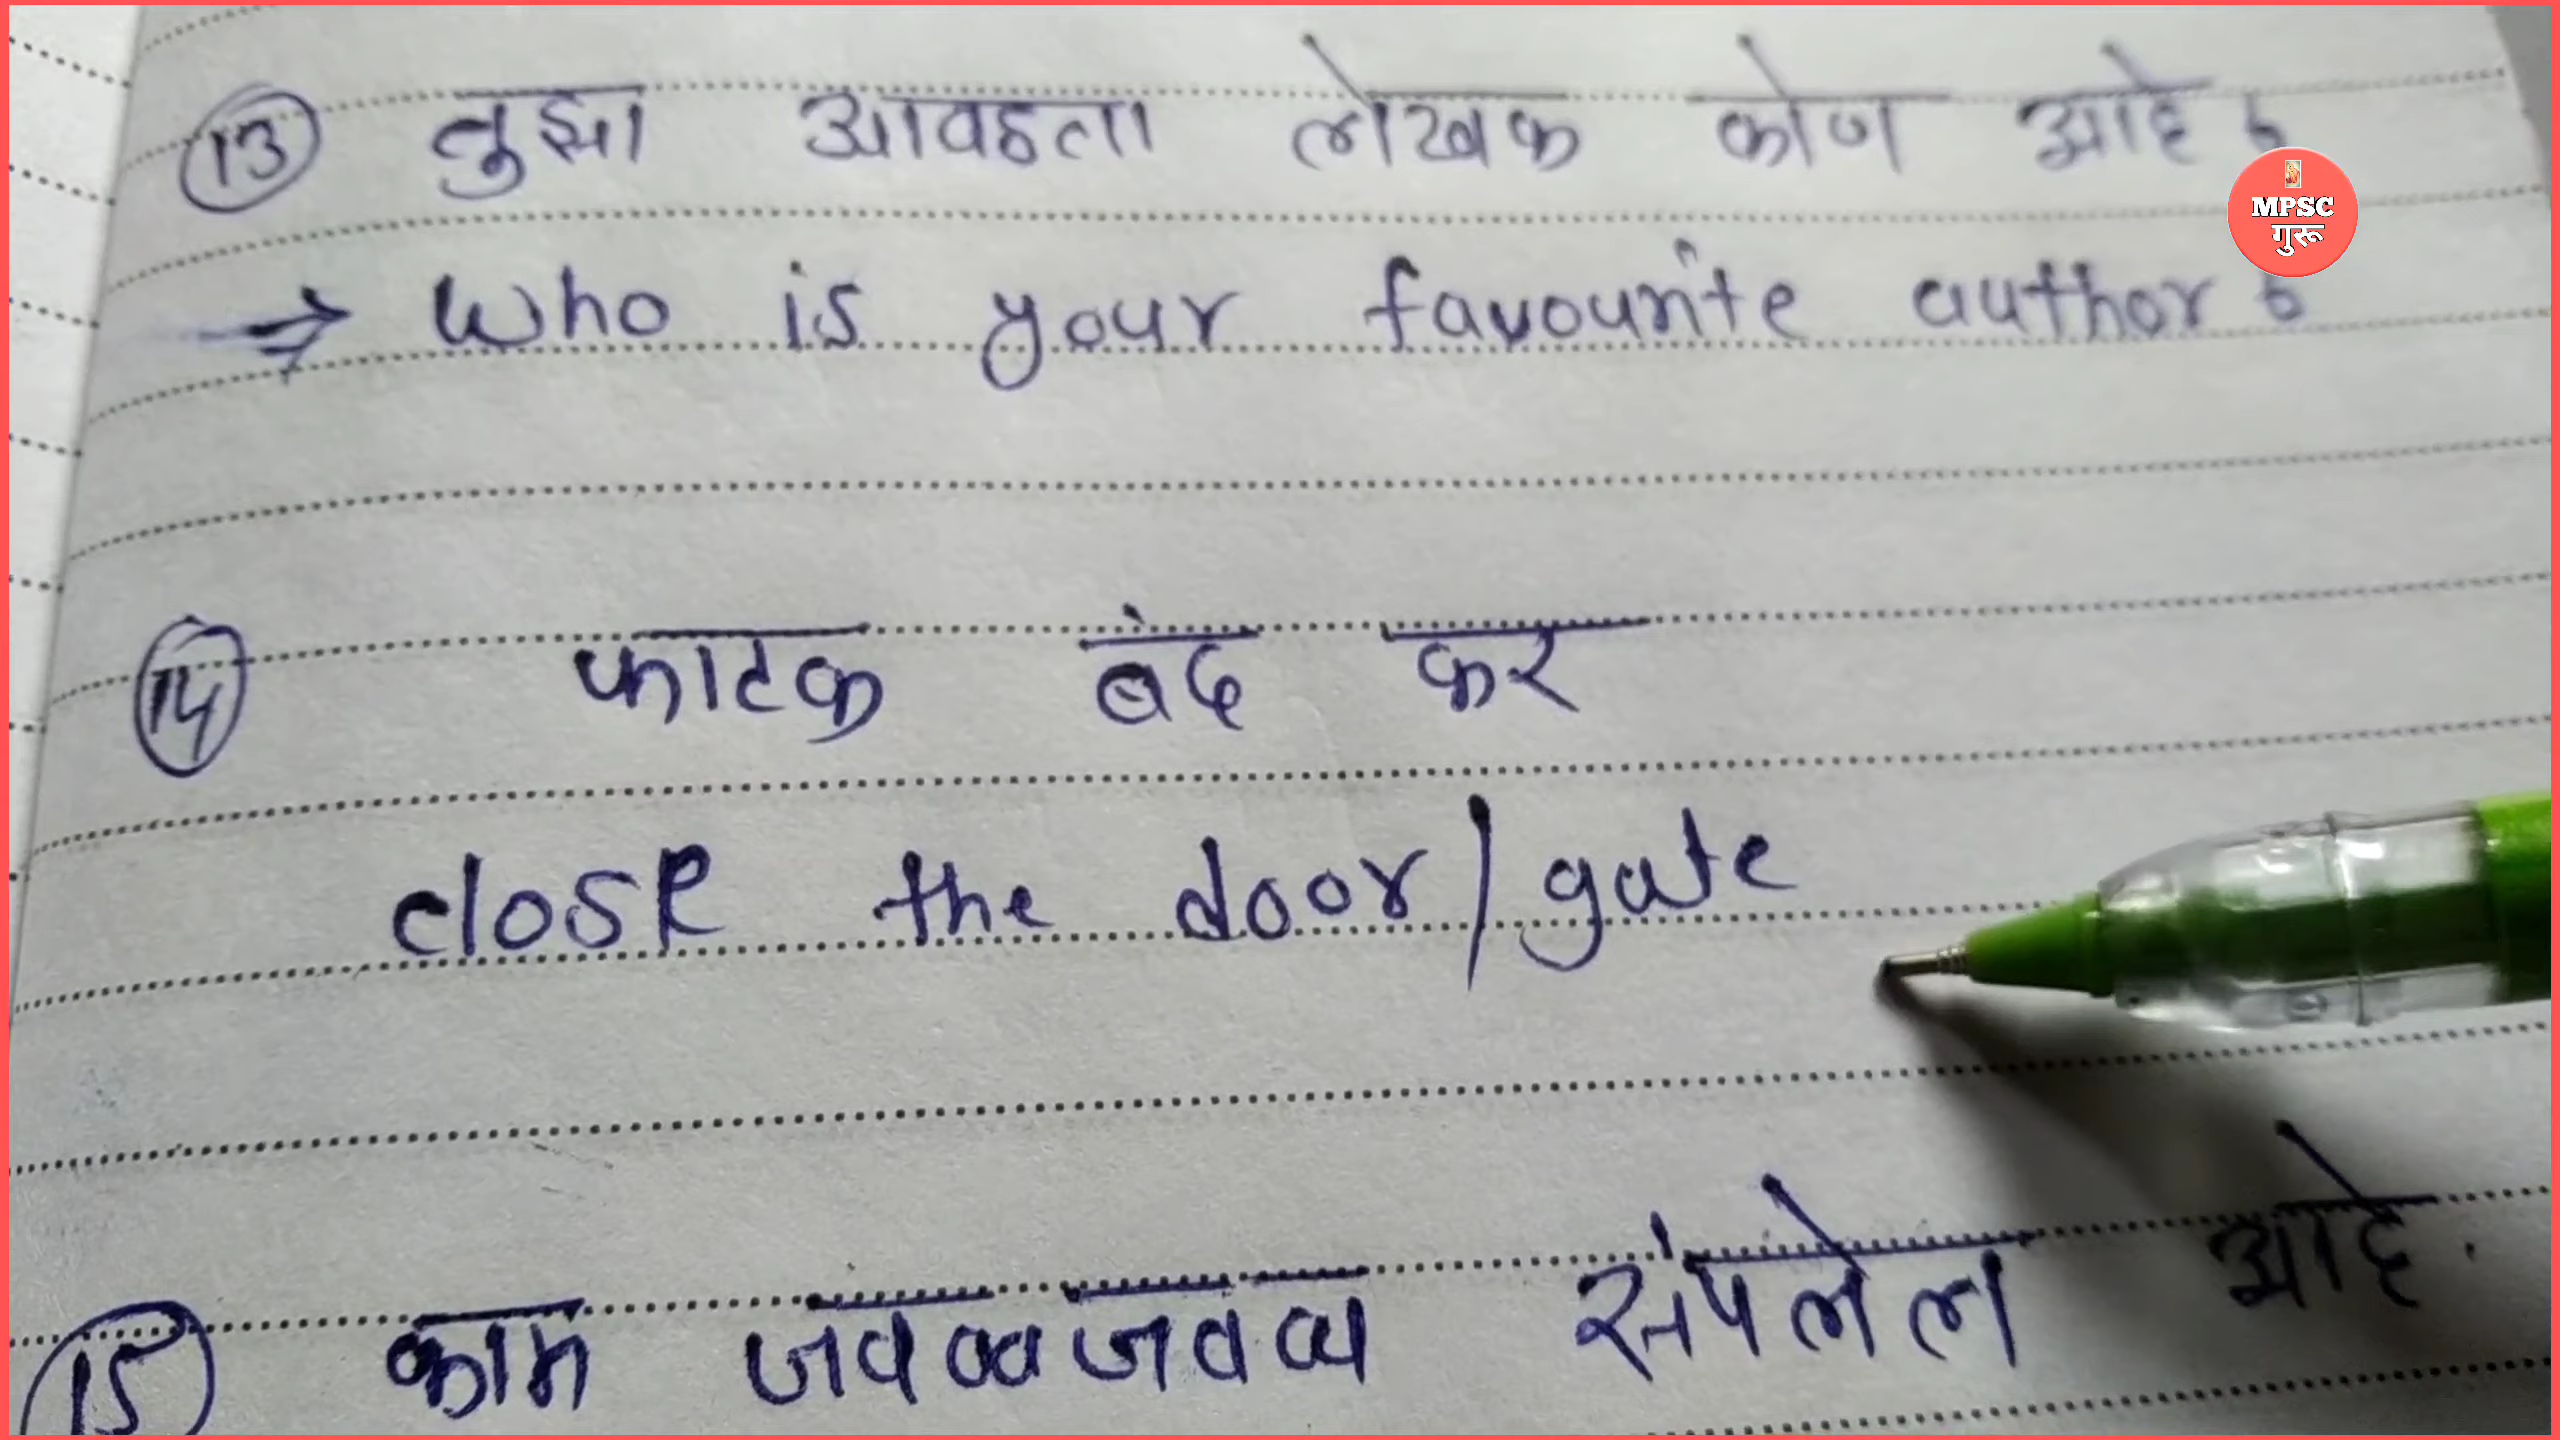 13 तुझा आवडता लेखक कोण आहे ?
MPSC
गुरू
→ Who is your favourite author ?
14 फाटक बंद कर
close the door / gate
15 काम जवळजवळ संपलेल आहे.